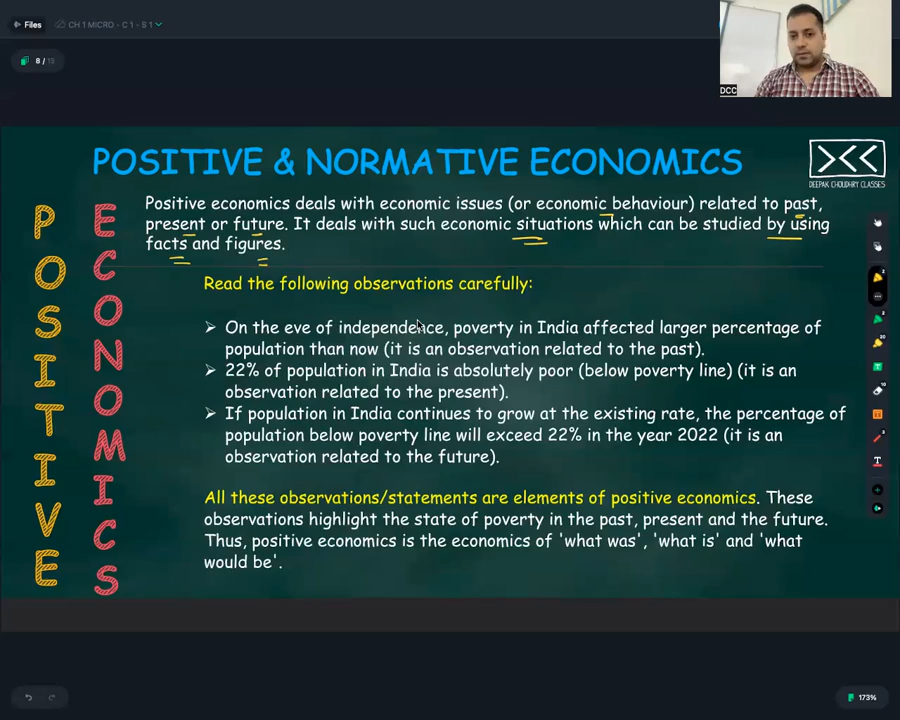 Files
CH 1 MICRO - C 1 - S 1
8 / 13
DCC
POSITIVE & NORMATIVE ECONOMICS
DEEPAK CHOUDHRY CLASSES
POSITIVE
ECONOMICS
Positive economics deals with economic issues (or economic behaviour) related to past,
present or future. It deals with such economic situations which can be studied by using
facts and figures.
Read the following observations carefully:
➢ On the eve of independence, poverty in India affected larger percentage of
population than now (it is an observation related to the past).
➢ 22% of population in India is absolutely poor (below poverty line) (it is an
observation related to the present).
➢ If population in India continues to grow at the existing rate, the percentage of
population below poverty line will exceed 22% in the year 2022 (it is an
observation related to the future).
All these observations/statements are elements of positive economics. These
observations highlight the state of poverty in the past, present and the future.
Thus, positive economics is the economics of 'what was', 'what is' and 'what
would be'.
173%